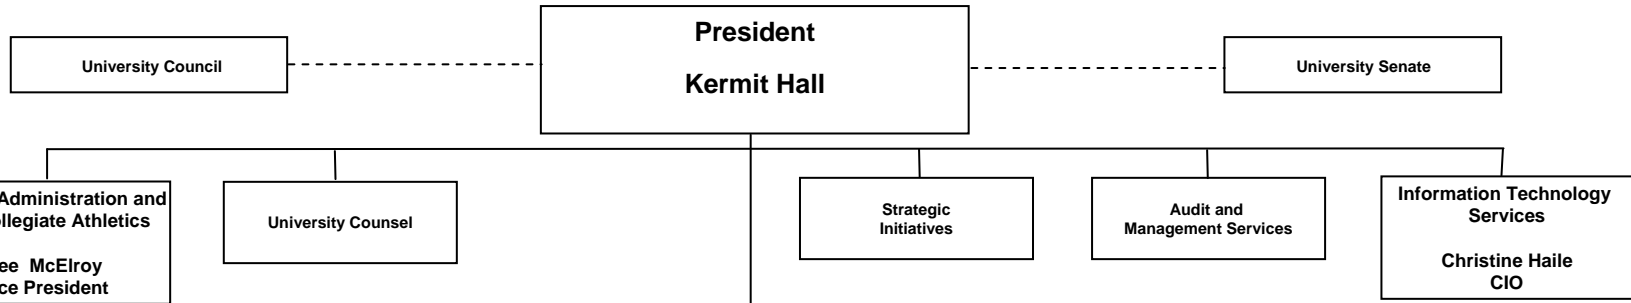 President
Kermit Hall
University Council
University Senate
Administration and
llegiate Athletics
ee McElroy
ce President
University Counsel
Strategic
Initiatives
Audit and
Management Services
Information Technology
Services
Christine Haile
CIO